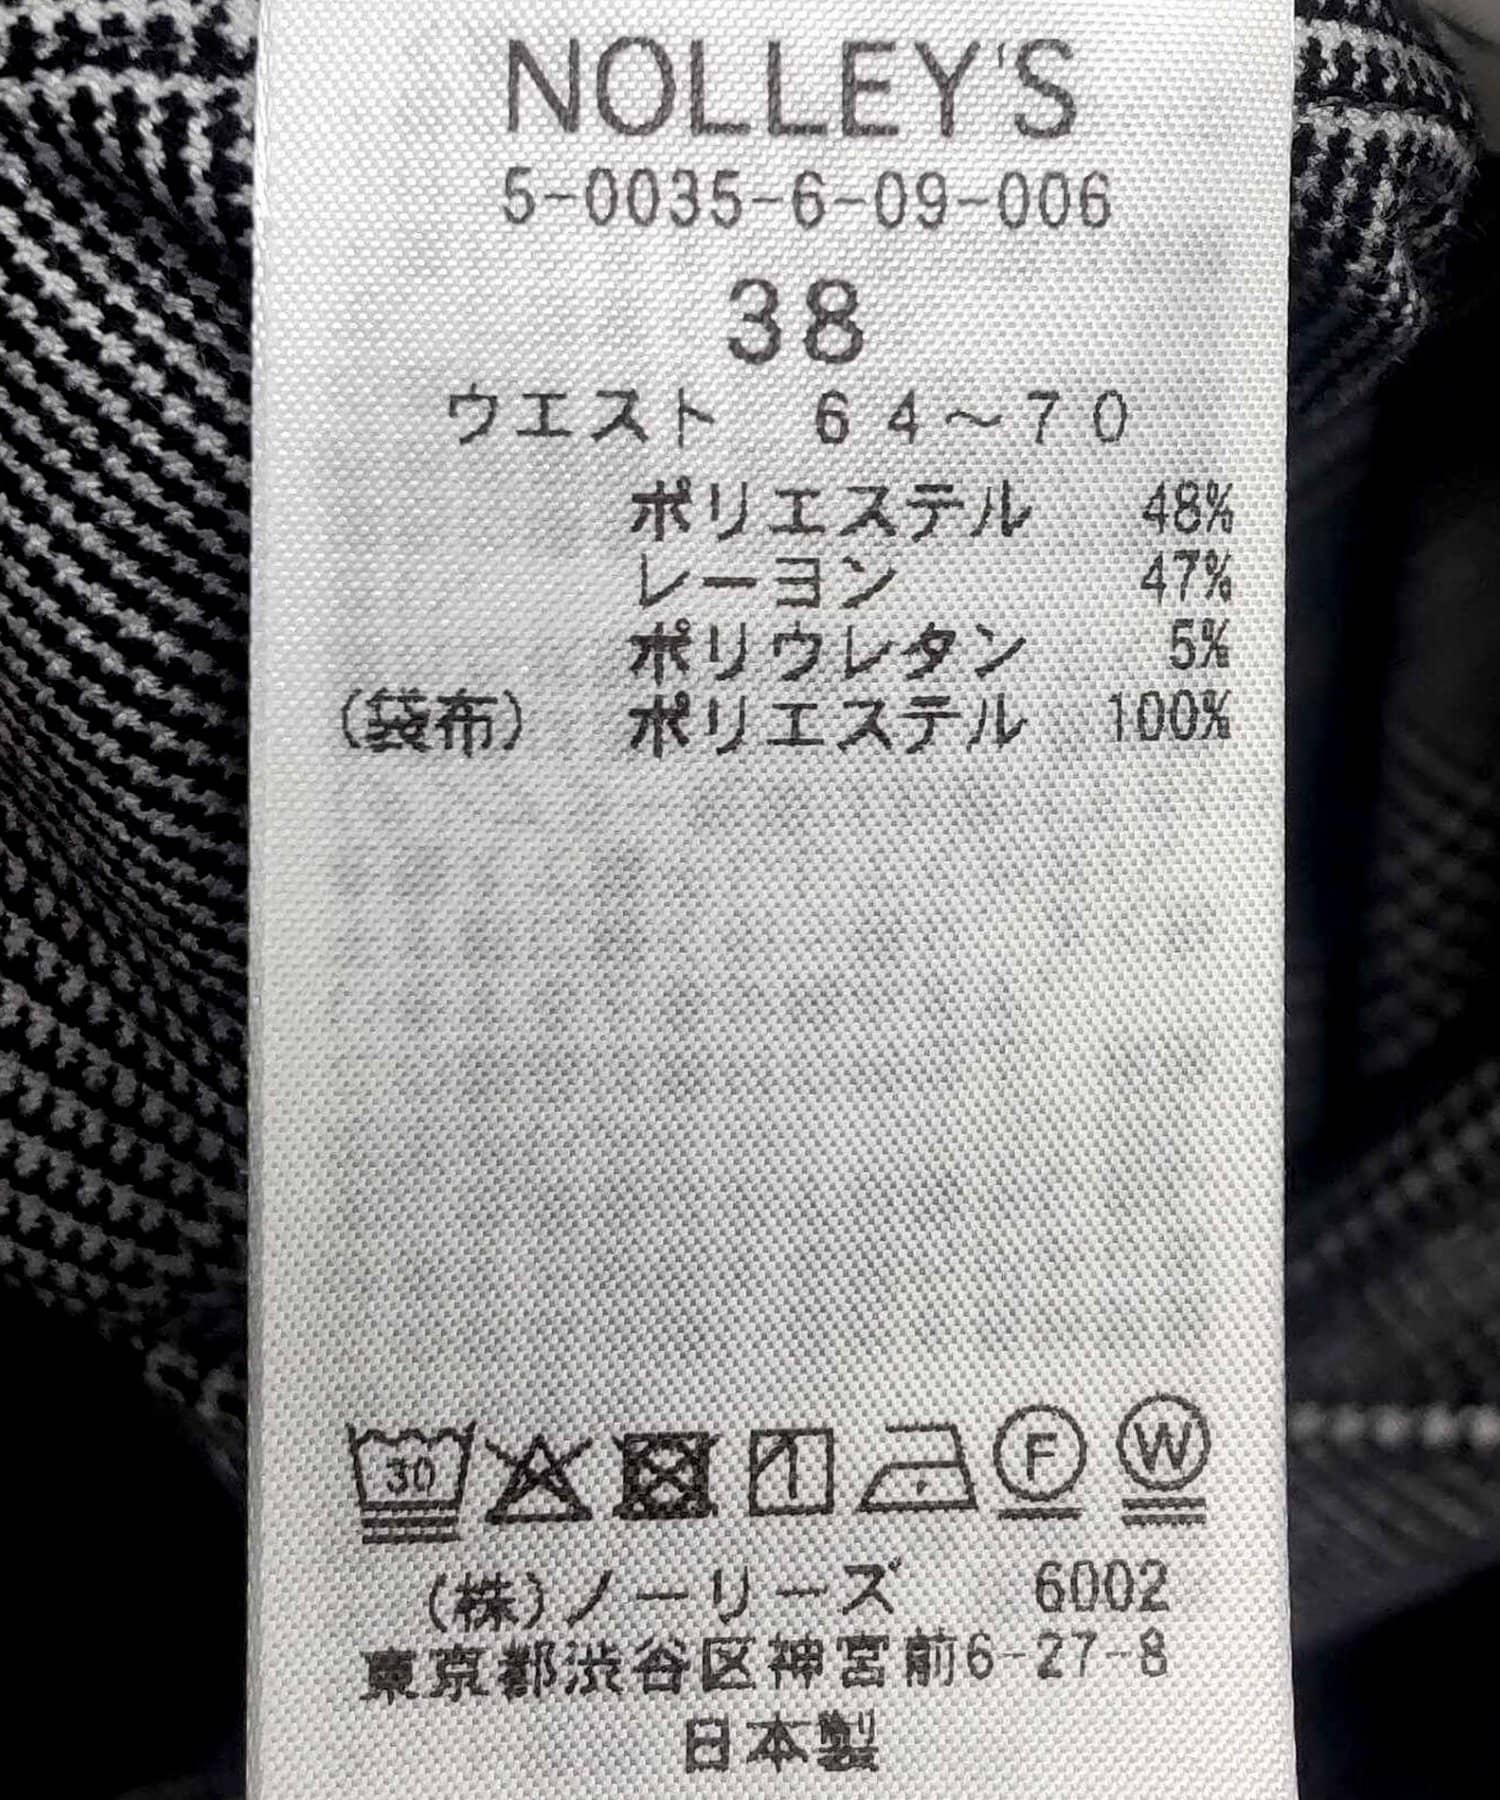 NOLLEY'S
5-0035-6-09-006
38
ウエスト 64〜70
ポリエステル 48%
レーヨン 47%
ポリウレタン 5%
(袋布) ポリエステル 100%
30 F W
(株)ノーリーズ 6002
東京都渋谷区神宮前6-27-8
日本製